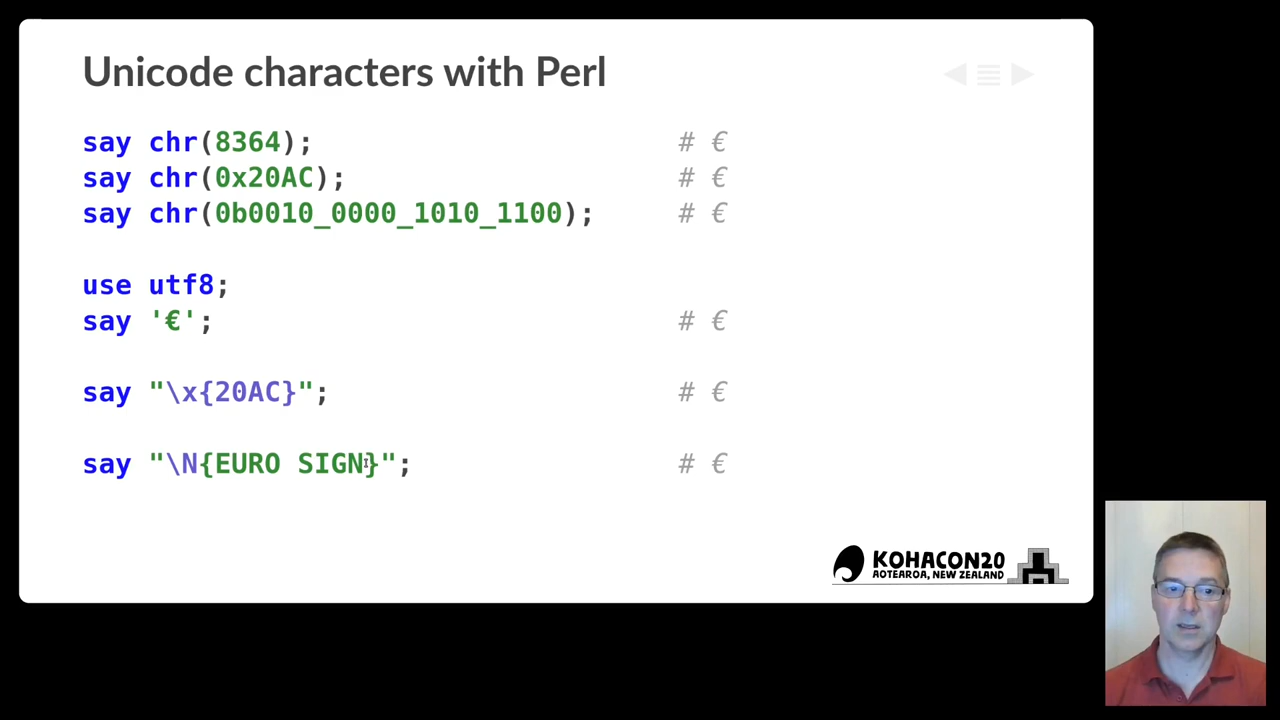 Unicode characters with Perl
say chr(8364); # €
say chr(0x20AC); # €
say chr(0b0010_0000_1010_1100); # €
use utf8;
say '€'; # €
say "\x{20AC}"; # €
say "\N{EURO SIGN}"; # €
KOHACON20
AOTEAROA, NEW ZEALAND